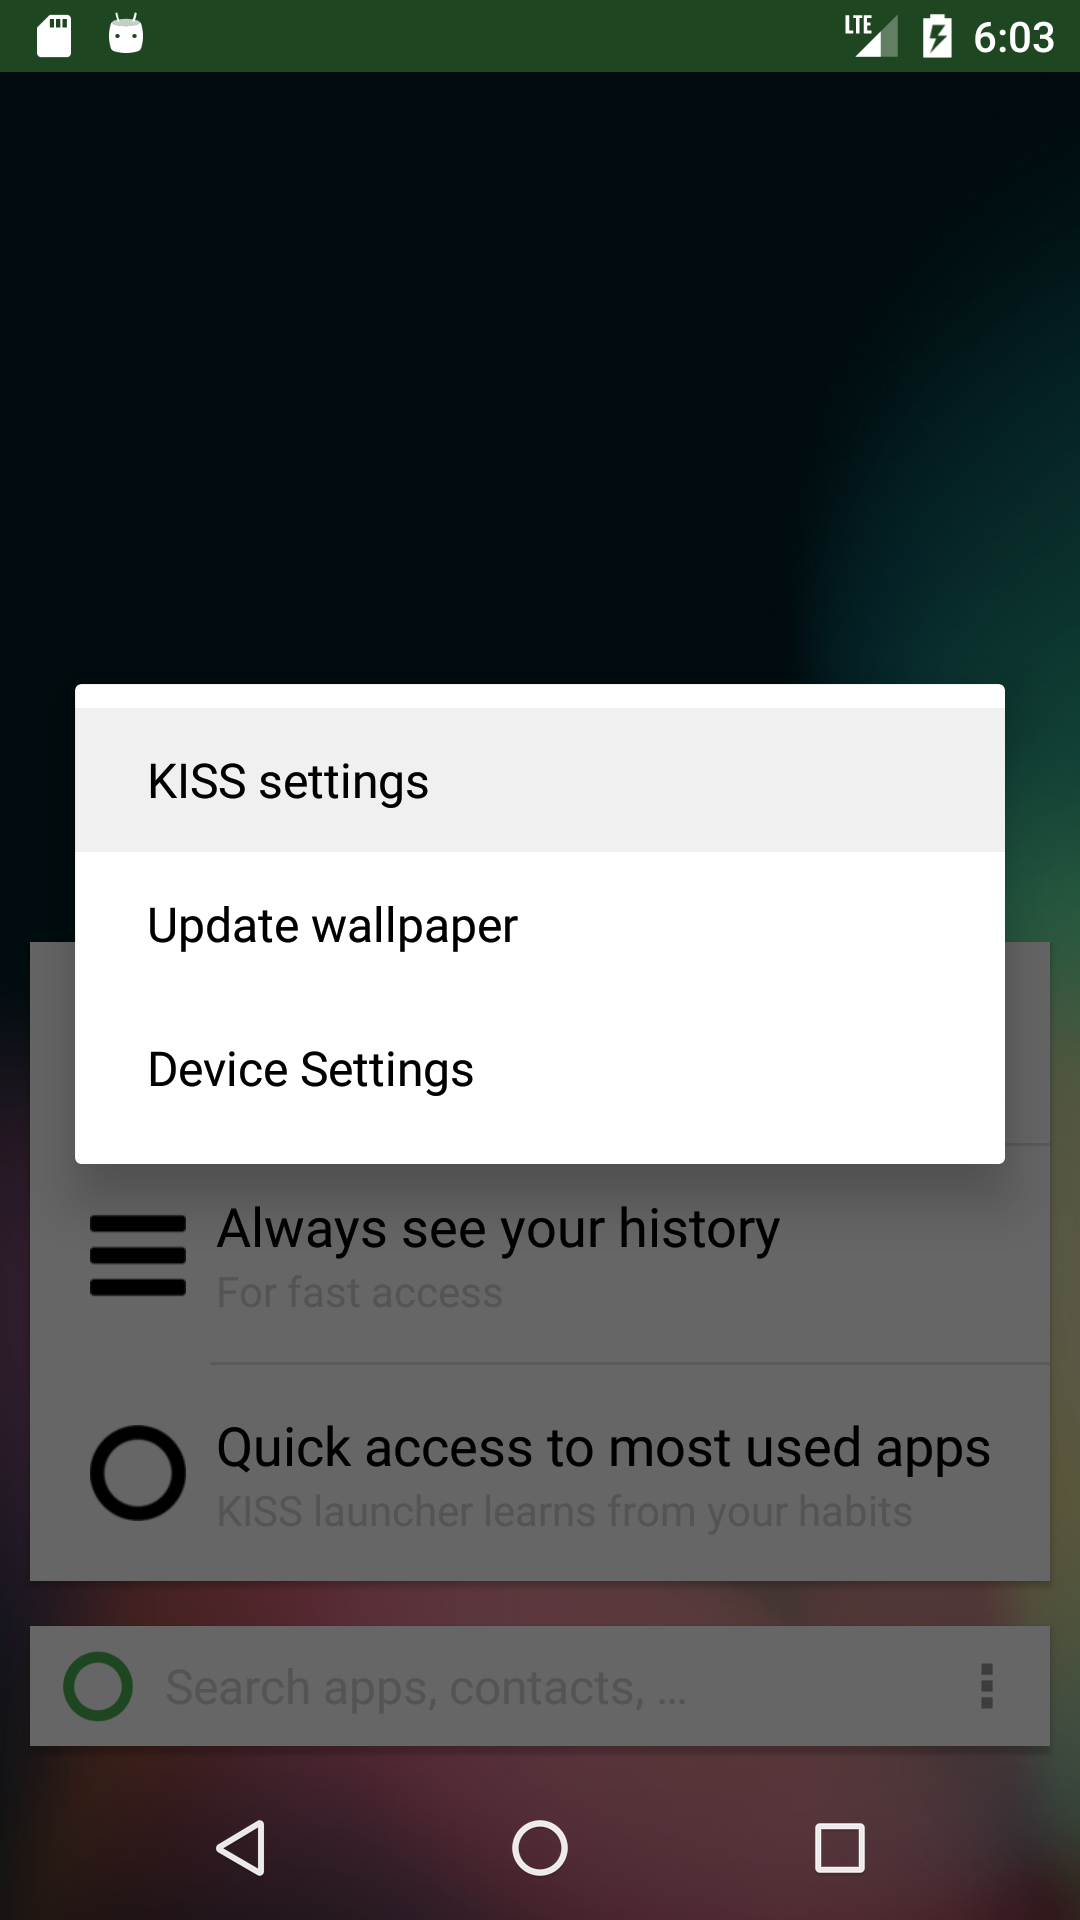 LTE 6:03
KISS settings
Update wallpaper
Device Settings
Always see your history
For fast access
Quick access to most used apps
KISS launcher learns from your habits
Search apps, contacts, …